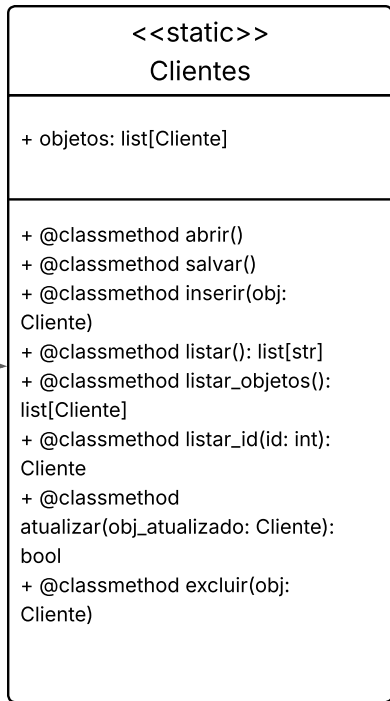 <<static>>
Clientes
+ objetos: list[Cliente]
+ @classmethod abrir()
+ @classmethod salvar()
+ @classmethod inserir(obj:
Cliente)
+ @classmethod listar(): list[str]
+ @classmethod listar_objetos():
list[Cliente]
+ @classmethod listar_id(id: int):
Cliente
+ @classmethod
atualizar(obj_atualizado: Cliente):
bool
+ @classmethod excluir(obj:
Cliente)